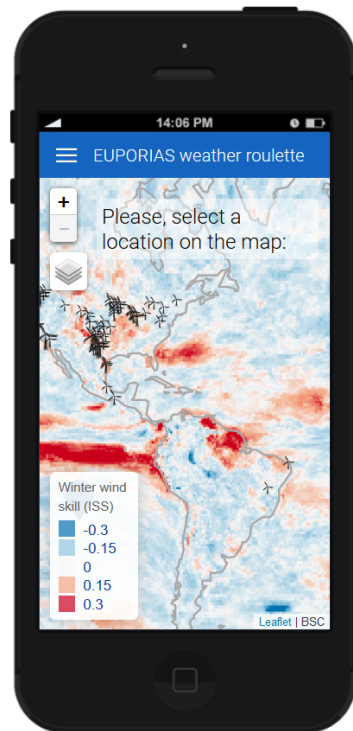 14:06 PM
EUPORIAS weather roulette
+
−
Please, select a
location on the map:
Winter wind
skill (ISS)
-0.3
-0.15
0
0.15
0.3
Leaflet | BSC